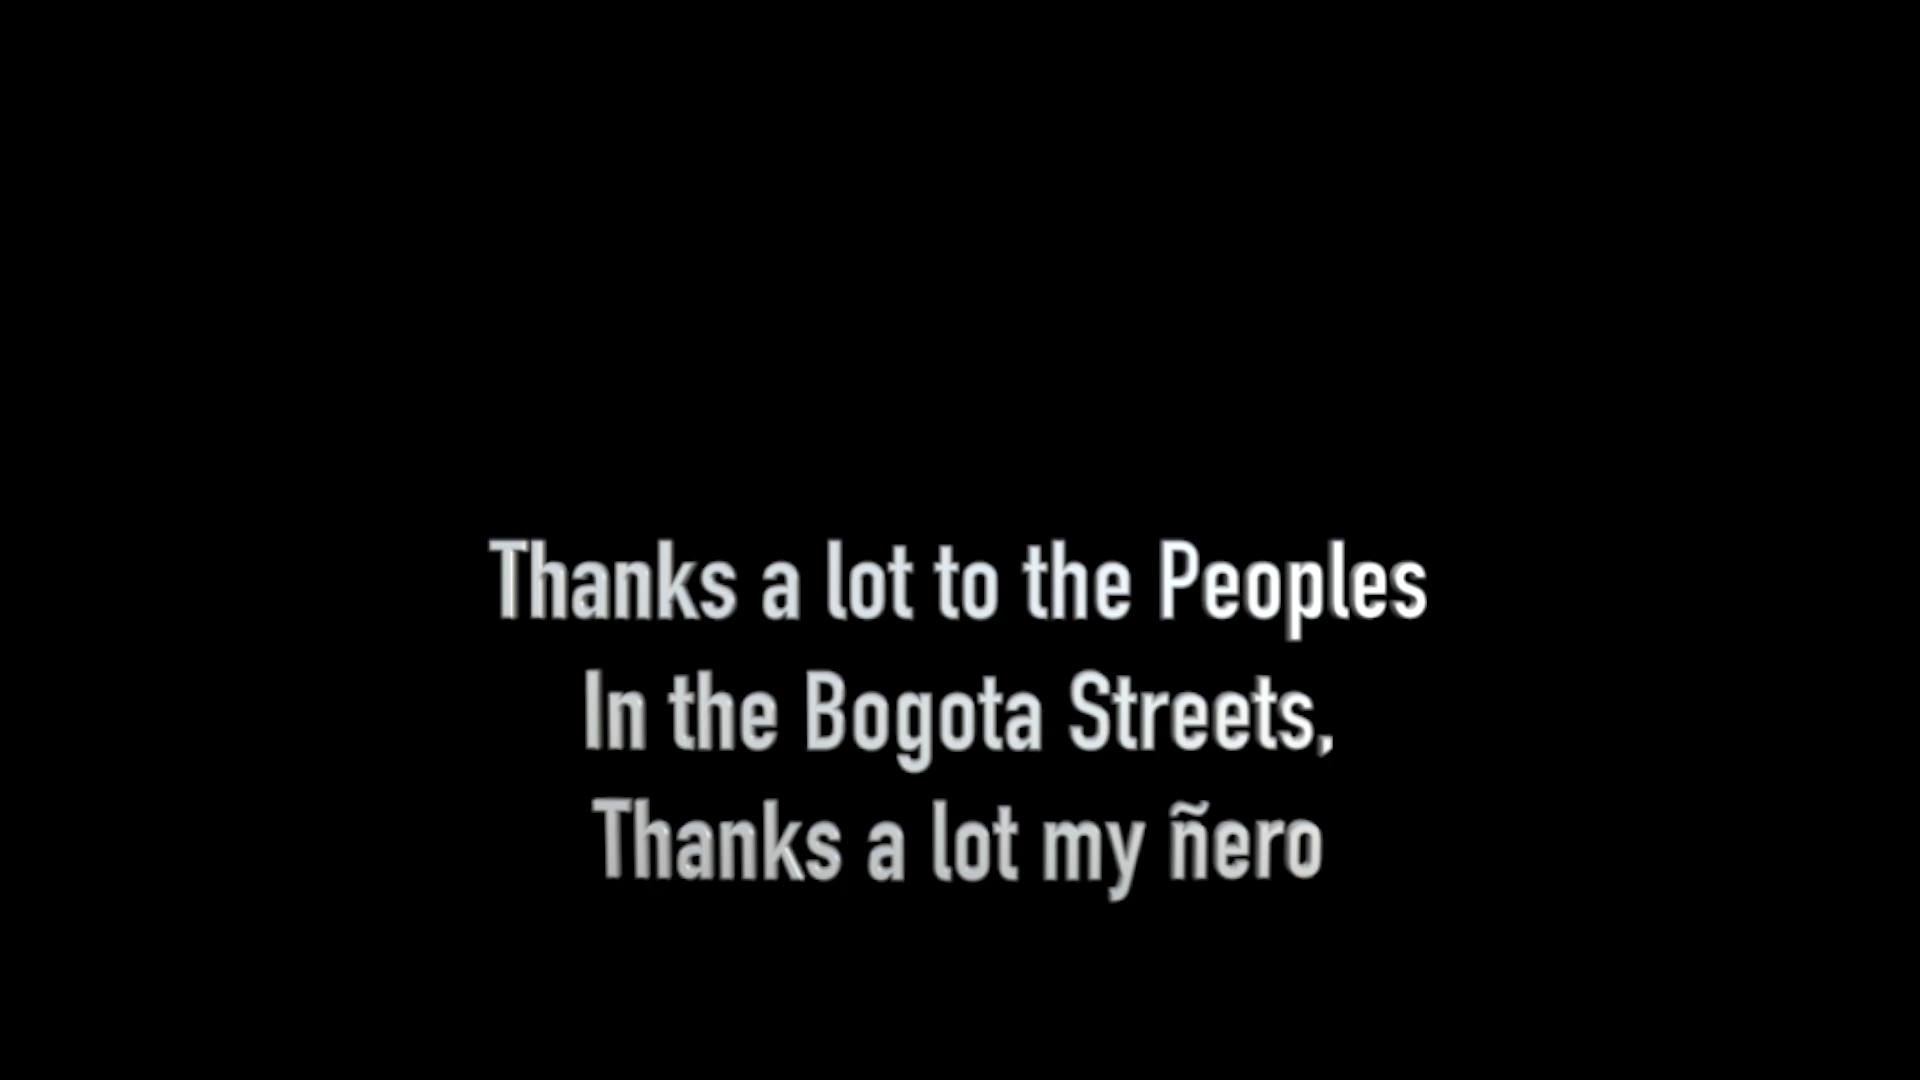 Thanks a lot to the Peoples
In the Bogota Streets,
Thanks a lot my ñero